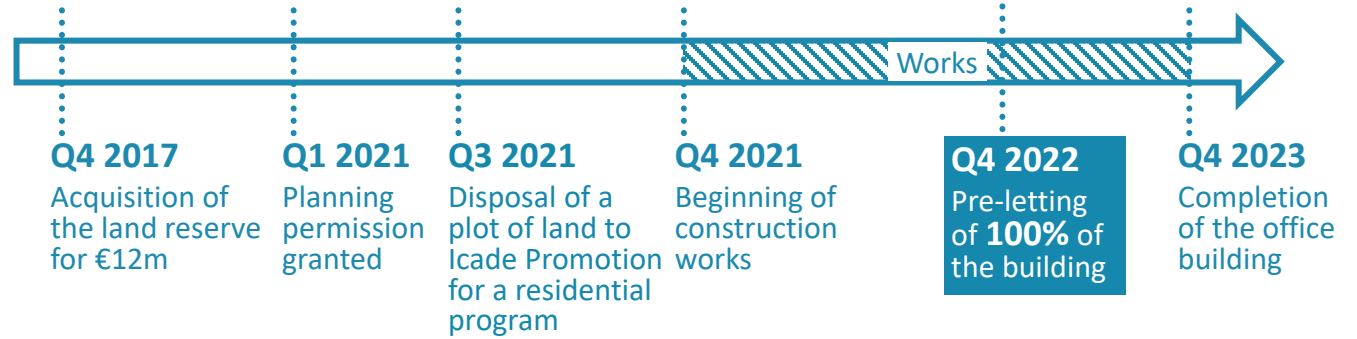 Works
Q4 2017
Acquisition of
the land reserve
for €12m
Q1 2021
Planning
permission
granted
Q3 2021
Disposal of a
plot of land to
Icade Promotion
for a residential
program
Q4 2021
Beginning of
construction
works
Q4 2022
Pre-letting
of 100% of
the building
Q4 2023
Completion
of the office
building